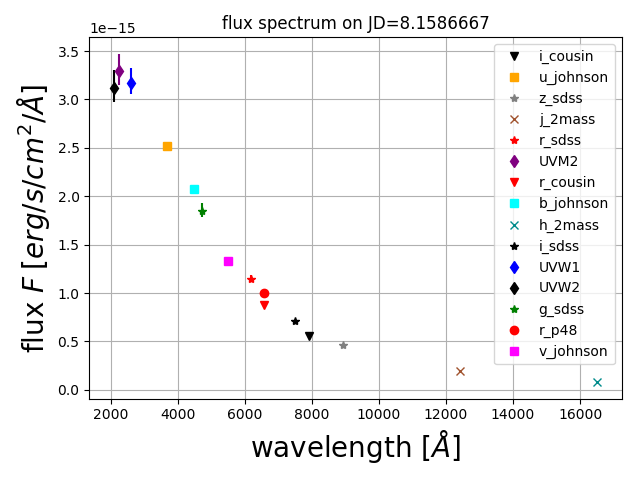 flux spectrum on JD=8.1586667
1e−15
flux F [erg/s/cm²/Å]
3.5
3.0
2.5
2.0
1.5
1.0
0.5
0.0
i_cousin
u_johnson
z_sdss
j_2mass
r_sdss
UVM2
r_cousin
b_johnson
h_2mass
i_sdss
UVW1
UVW2
g_sdss
r_p48
v_johnson
2000 4000 6000 8000 10000 12000 14000 16000
wavelength [Å]